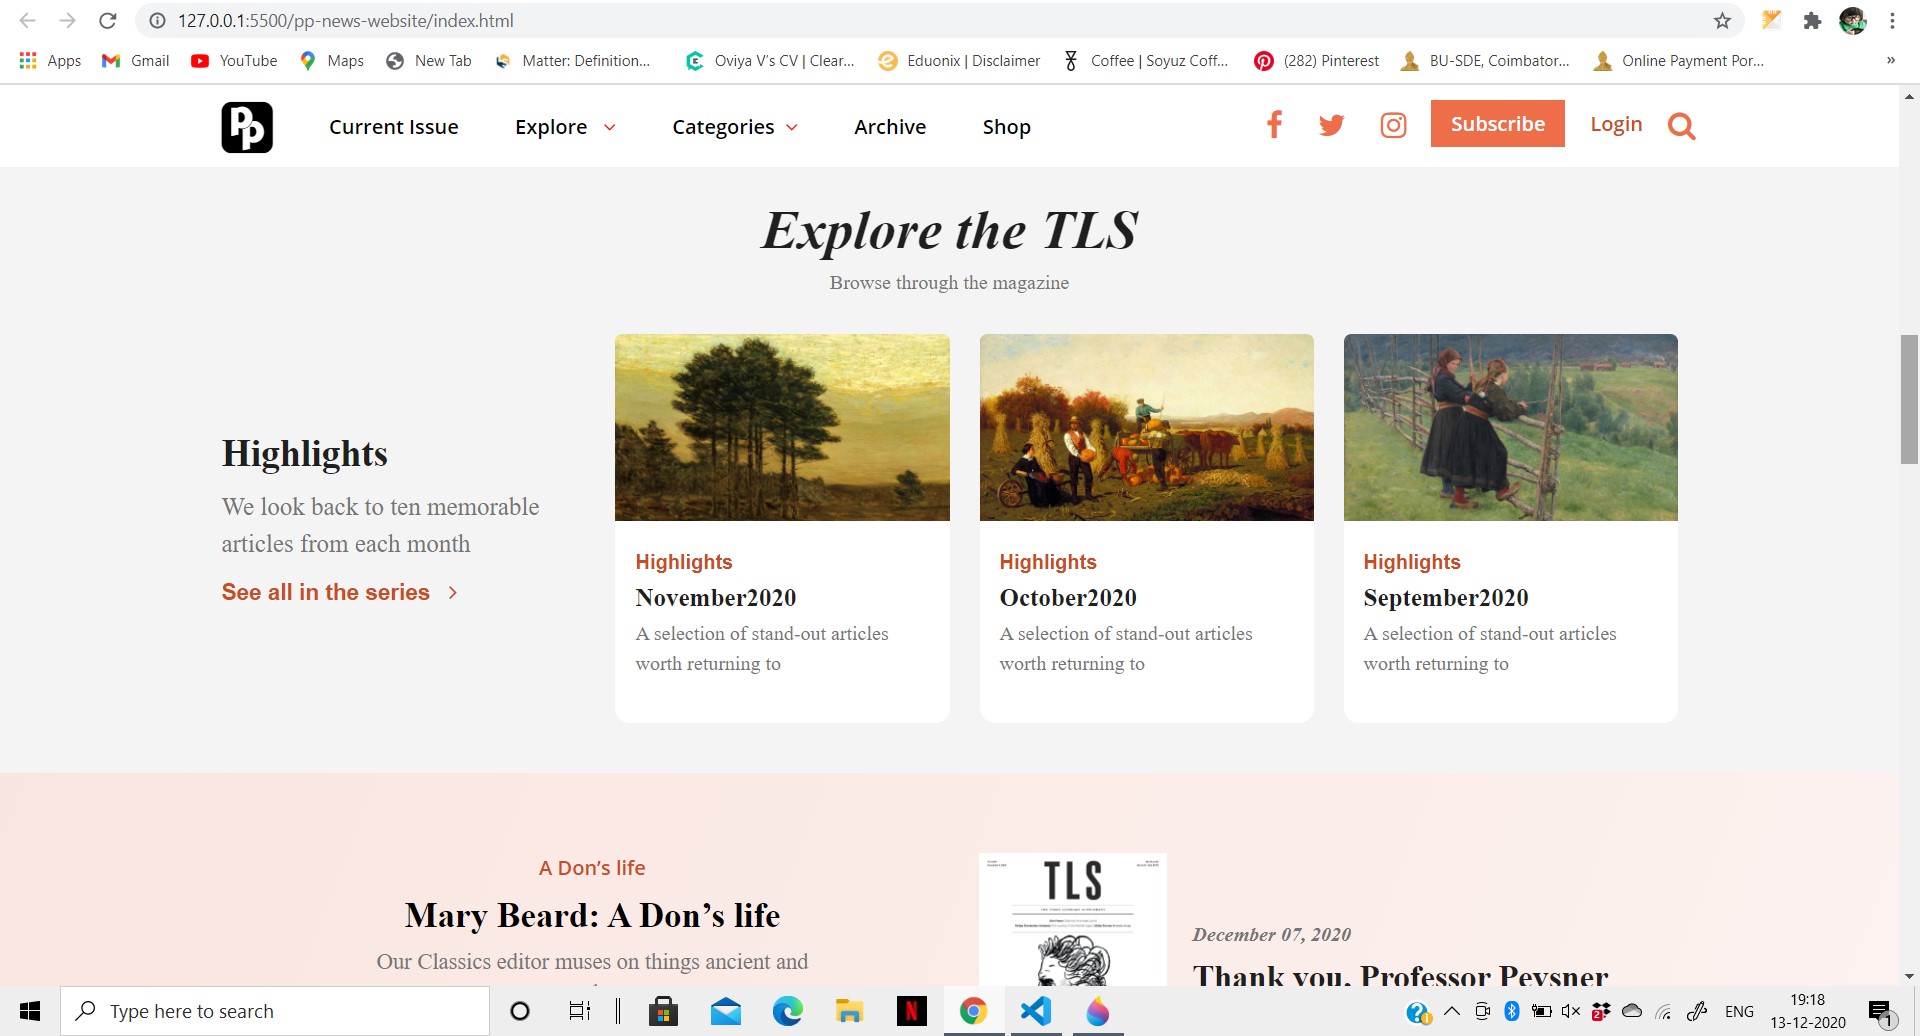 127.0.0.1:5500/pp-news-website/index.html
Apps Gmail YouTube Maps New Tab Matter: Definition... Oviya V's CV | Clear... Eduonix | Disclaimer Coffee | Soyuz Coff... (282) Pinterest BU-SDE, Coimbator... Online Payment Por... »
Pp Current Issue Explore Categories Archive Shop Subscribe Login
Explore the TLS
Browse through the magazine
Highlights
We look back to ten memorable
articles from each month
See all in the series
Highlights
November2020
A selection of stand-out articles
worth returning to
Highlights
October2020
A selection of stand-out articles
worth returning to
Highlights
September2020
A selection of stand-out articles
worth returning to
A Don’s life
Mary Beard: A Don’s life
Our Classics editor muses on things ancient and
TLS
December 07, 2020
Thank you, Professor Pevsner
Type here to search
N
2
ENG
19:18
13-12-2020
1